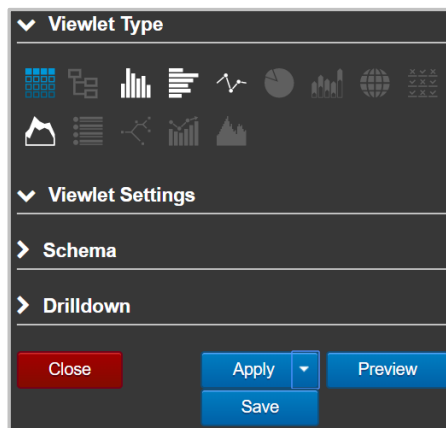 Viewlet Type
Viewlet Settings
Schema
Drilldown
Close Apply Preview
Save